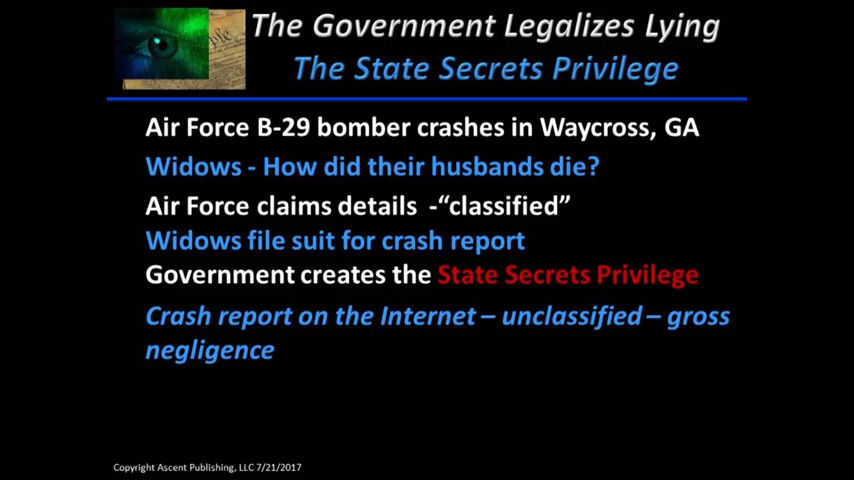 The Government Legalizes Lying
The State Secrets Privilege
Air Force B-29 bomber crashes in Waycross, GA
Widows - How did their husbands die?
Air Force claims details -“classified”
Widows file suit for crash report
Government creates the State Secrets Privilege
Crash report on the Internet – unclassified – gross
negligence
Copyright Ascent Publishing, LLC 7/21/2017